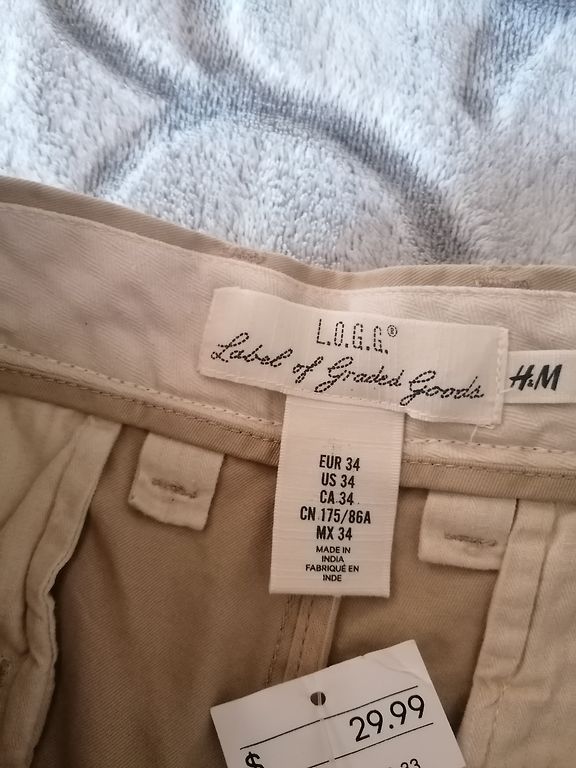 L.O.G.G.®
Label of Graded Goods
H&M
EUR 34
US 34
CA 34
CN 175/86A
MX 34
MADE IN
INDIA
FABRIQUÉ EN
INDE
29.99
$